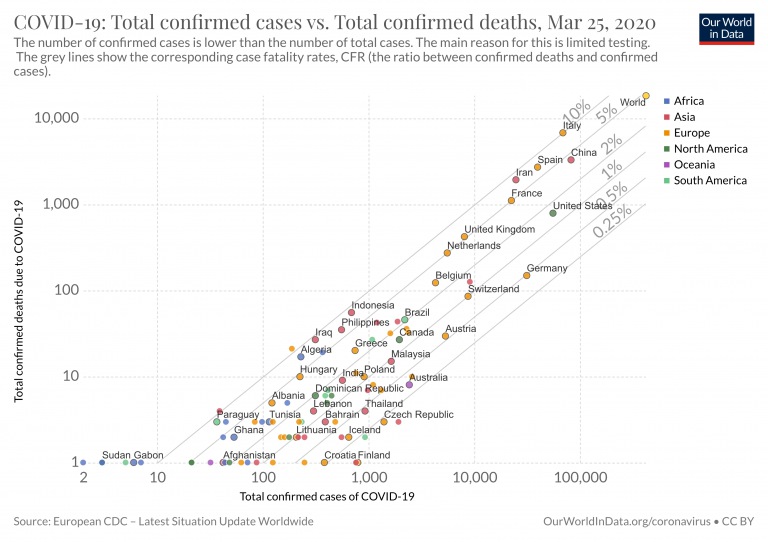 COVID-19: Total confirmed cases vs. Total confirmed deaths, Mar 25, 2020
Our World
in Data
The number of confirmed cases is lower than the number of total cases. The main reason for this is limited testing.
The grey lines show the corresponding case fatality rates, CFR (the ratio between confirmed deaths and confirmed
cases).
Total confirmed deaths due to COVID-19
10,000
1,000
100
10
1
10%
5%
2%
1%
0.5%
0.25%
World
Italy
Spain
China
Iran
France
United States
United Kingdom
Netherlands
Germany
Belgium
Switzerland
Indonesia
Brazil
Philippines
Canada
Austria
Iraq
Greece
Algeria
Malaysia
Hungary
India
Poland
Australia
Dominican Republic
Albania
Lebanon
Thailand
Paraguay
Tunisia
Bahrain
Czech Republic
Ghana
Lithuania
Iceland
Sudan
Gabon
Afghanistan
Croatia
Finland
2
10
100
1,000
10,000
100,000
Total confirmed cases of COVID-19
Africa
Asia
Europe
North America
Oceania
South America
Source: European CDC – Latest Situation Update Worldwide
OurWorldInData.org/coronavirus • CC BY